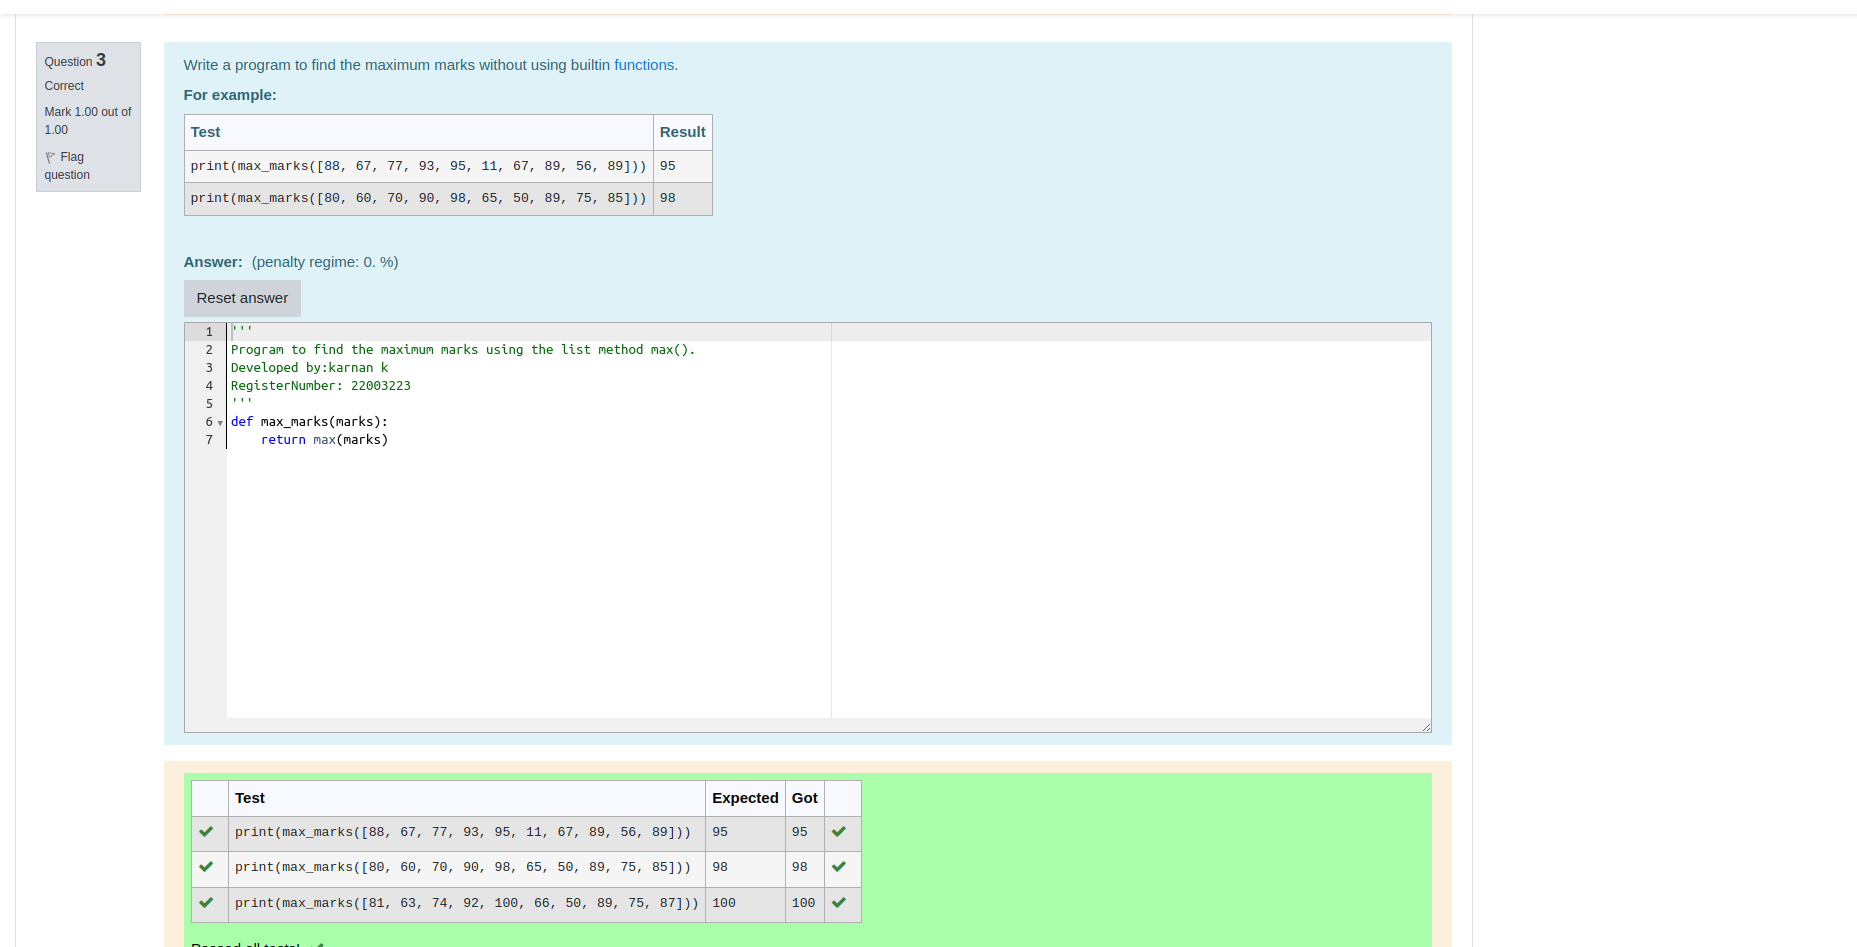 Question 3
Correct
Mark 1.00 out of
1.00
Flag
question
Write a program to find the maximum marks without using builtin functions.
For example:
Test Result
print(max_marks([88, 67, 77, 93, 95, 11, 67, 89, 56, 89])) 95
print(max_marks([80, 60, 70, 90, 98, 65, 50, 89, 75, 85])) 98
Answer: (penalty regime: 0. %)
Reset answer
1 '''
2 Program to find the maximum marks using the list method max().
3 Developed by:karnan k
4 RegisterNumber: 22003223
5 '''
6 def max_marks(marks):
7     return max(marks)
Test Expected Got
print(max_marks([88, 67, 77, 93, 95, 11, 67, 89, 56, 89])) 95 95
print(max_marks([80, 60, 70, 90, 98, 65, 50, 89, 75, 85])) 98 98
print(max_marks([81, 63, 74, 92, 100, 66, 50, 89, 75, 87])) 100 100
Passed all tests!